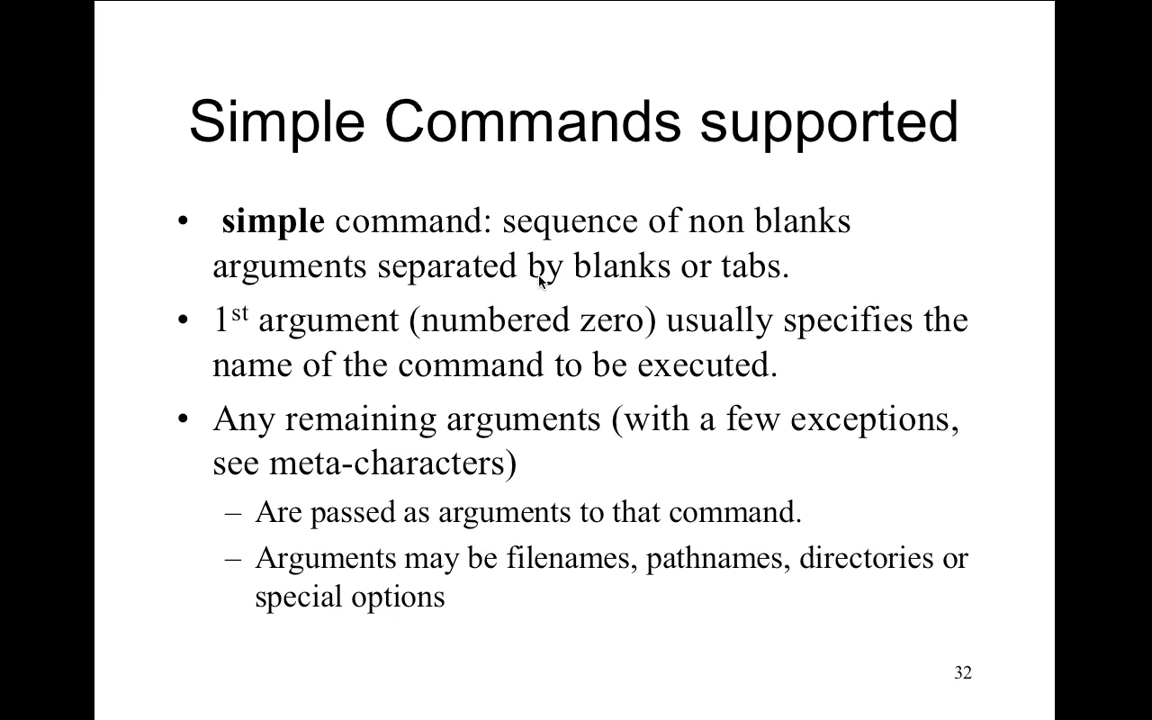 Simple Commands supported
• simple command: sequence of non blanks
arguments separated by blanks or tabs.
• 1st argument (numbered zero) usually specifies the
name of the command to be executed.
• Any remaining arguments (with a few exceptions,
see meta-characters)
– Are passed as arguments to that command.
– Arguments may be filenames, pathnames, directories or
special options
32